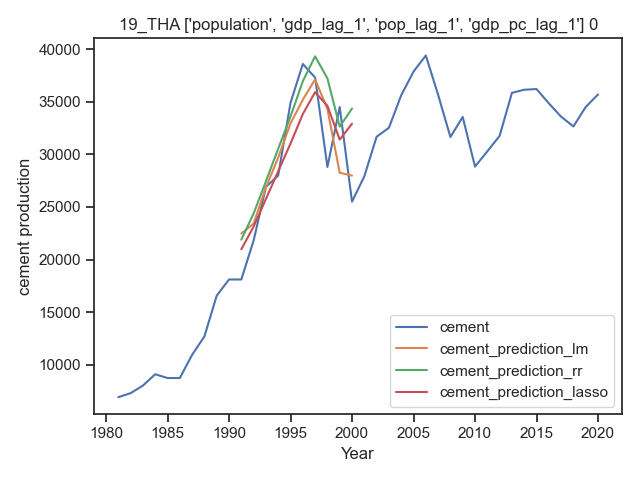 19_THA ['population', 'gdp_lag_1', 'pop_lag_1', 'gdp_pc_lag_1'] 0
40000
35000
30000
25000
20000
15000
10000
cement production
cement
cement_prediction_lm
cement_prediction_rr
cement_prediction_lasso
1980 1985 1990 1995 2000 2005 2010 2015 2020
Year